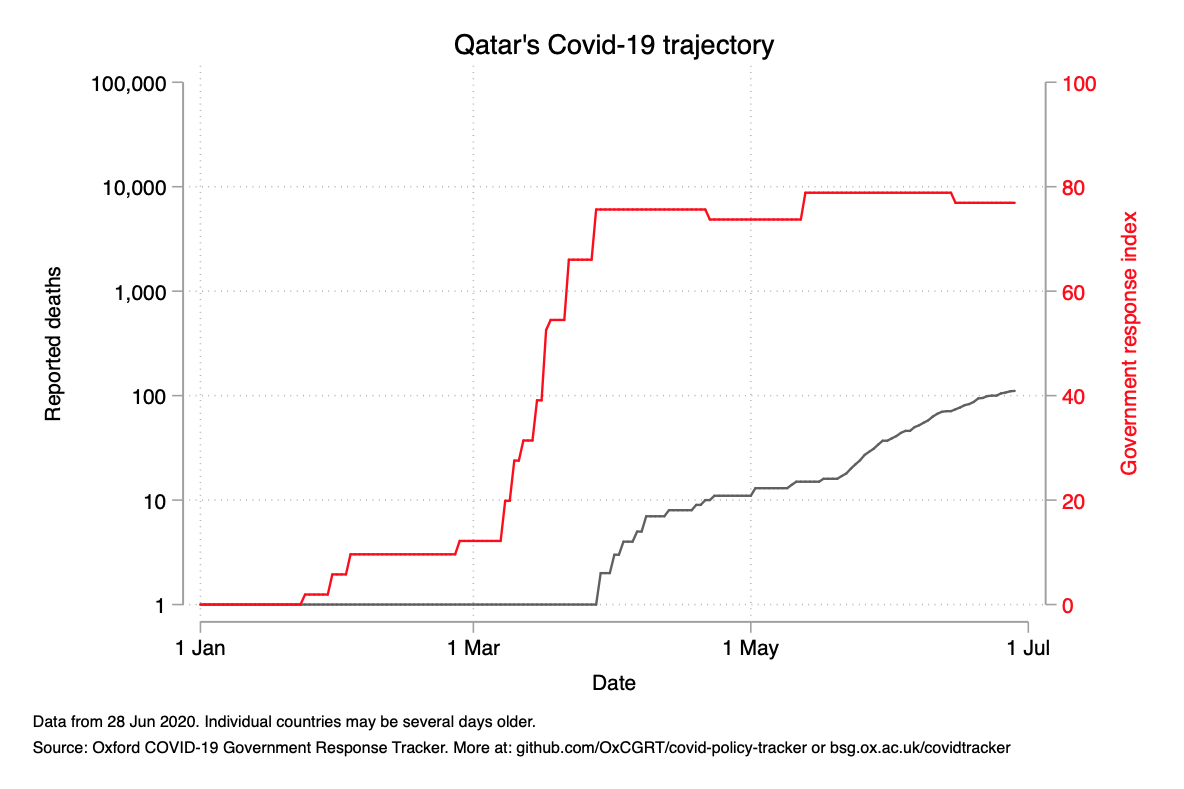 Qatar's Covid-19 trajectory
100,000
10,000
1,000
100
10
1
Reported deaths
100
80
60
40
20
0
Government response index
1 Jan
1 Mar
1 May
1 Jul
Date
Data from 28 Jun 2020. Individual countries may be several days older.
Source: Oxford COVID-19 Government Response Tracker. More at: github.com/OxCGRT/covid-policy-tracker or bsg.ox.ac.uk/covidtracker